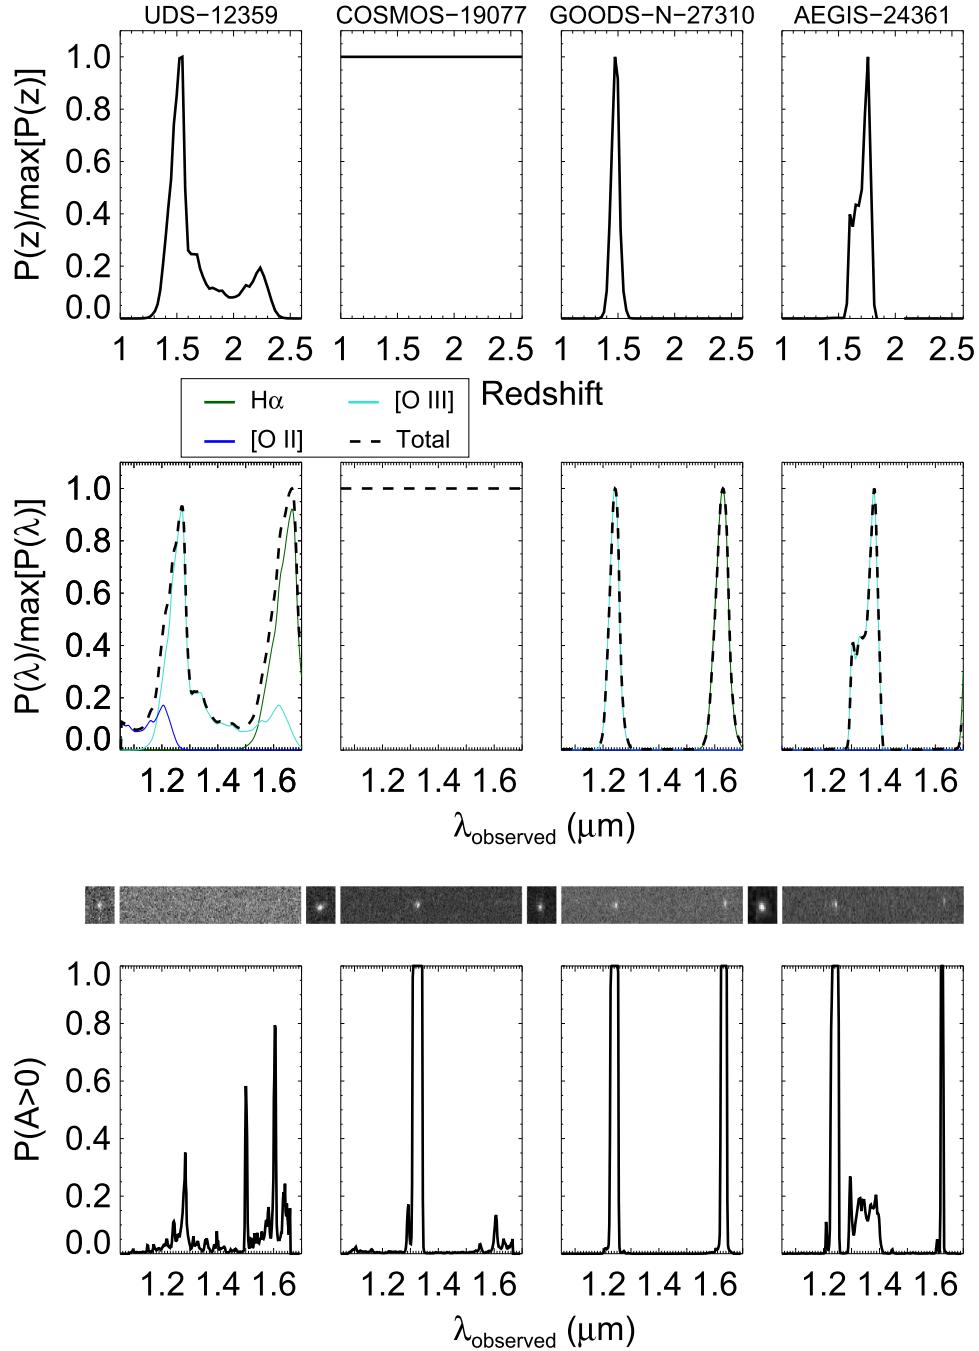 UDS−12359 COSMOS−19077 GOODS−N−27310 AEGIS−24361
P(z)/max[P(z)]
1.0
0.8
0.6
0.4
0.2
0.0
1 1.5 2 2.5 1 1.5 2 2.5 1 1.5 2 2.5 1 1.5 2 2.5
Redshift
Hα [O III]
[O II] Total
P(λ)/max[P(λ)]
1.0
0.8
0.6
0.4
0.2
0.0
1.2 1.4 1.6 1.2 1.4 1.6 1.2 1.4 1.6 1.2 1.4 1.6
λobserved (μm)
P(A>0)
1.0
0.8
0.6
0.4
0.2
0.0
1.2 1.4 1.6 1.2 1.4 1.6 1.2 1.4 1.6 1.2 1.4 1.6
λobserved (μm)